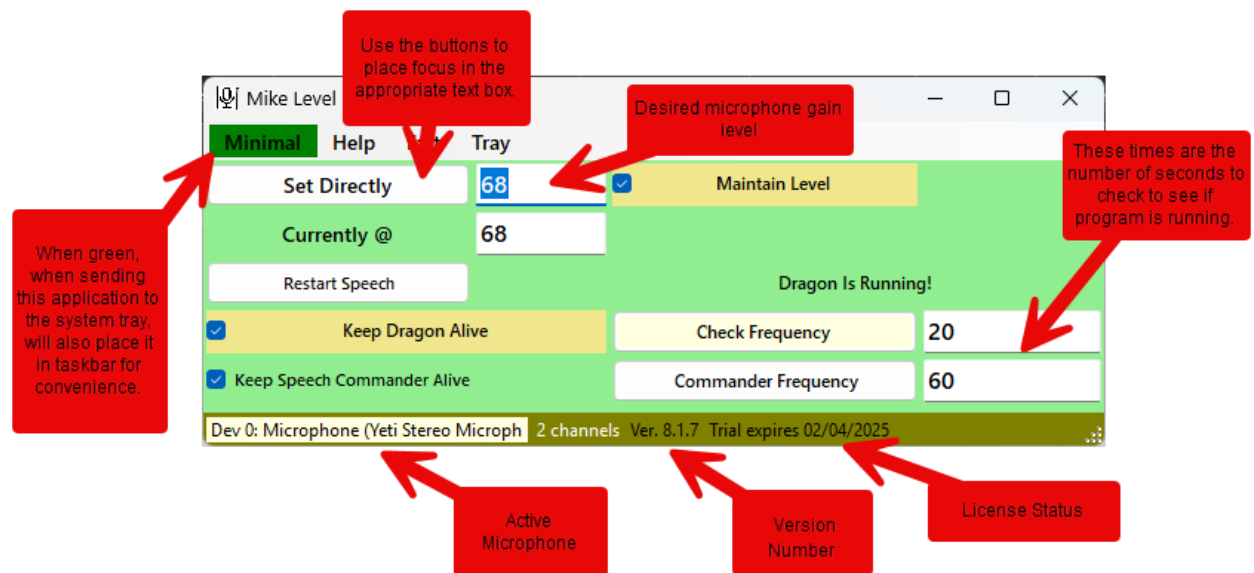 Use the buttons to
place focus in the
appropriate text box.
Mike Level
Desired microphone gain
level
Minimal Help Tray
These times are the
number of seconds to
check to see if
program is running.
Set Directly 68 Maintain Level
Currently @ 68
When green,
when sending
this application to
the system tray,
will also place it
in taskbar for
convenience.
Restart Speech Dragon Is Running!
Keep Dragon Alive Check Frequency 20
Keep Speech Commander Alive Commander Frequency 60
Dev 0: Microphone (Yeti Stereo Microph 2 channels Ver. 8.1.7 Trial expires 02/04/2025
Active
Microphone
Version
Number
License Status